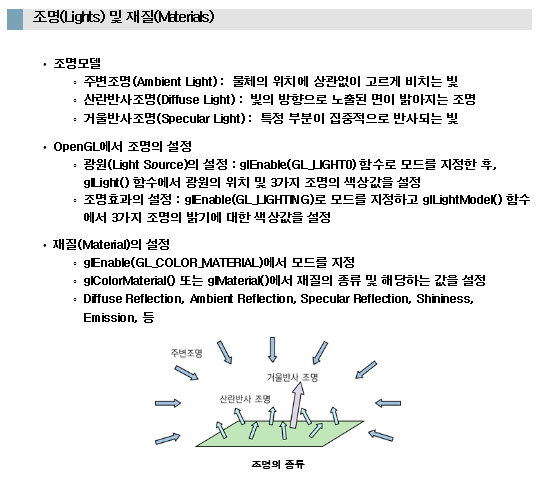 조명(Lights) 및 재질(Materials)
• 조명모델
◦ 주변조명(Ambient Light) : 물체의 위치에 상관없이 고르게 비치는 빛
◦ 산란반사조명(Diffuse Light) : 빛의 방향으로 노출된 면이 밝아지는 조명
◦ 거울반사조명(Specular Light) : 특정 부분이 집중적으로 반사되는 빛
• OpenGL에서 조명의 설정
◦ 광원(Light Source)의 설정 : glEnable(GL_LIGHT0) 함수로 모드를 지정한 후,
glLight() 함수에서 광원의 위치 및 3가지 조명의 색상값을 설정
◦ 조명효과의 설정 : glEnable(GL_LIGHTING)로 모드를 지정하고 glLightModel() 함수
에서 3가지 조명의 밝기에 대한 색상값을 설정
• 재질(Material)의 설정
◦ glEnable(GL_COLOR_MATERIAL)에서 모드를 지정
◦ glColorMaterial() 또는 glMaterial()에서 재질의 종류 및 해당하는 값을 설정
◦ Diffuse Reflection, Ambient Reflection, Specular Reflection, Shininess,
Emission, 등
주변조명
거울반사 조명
산란반사 조명
조명의 종류